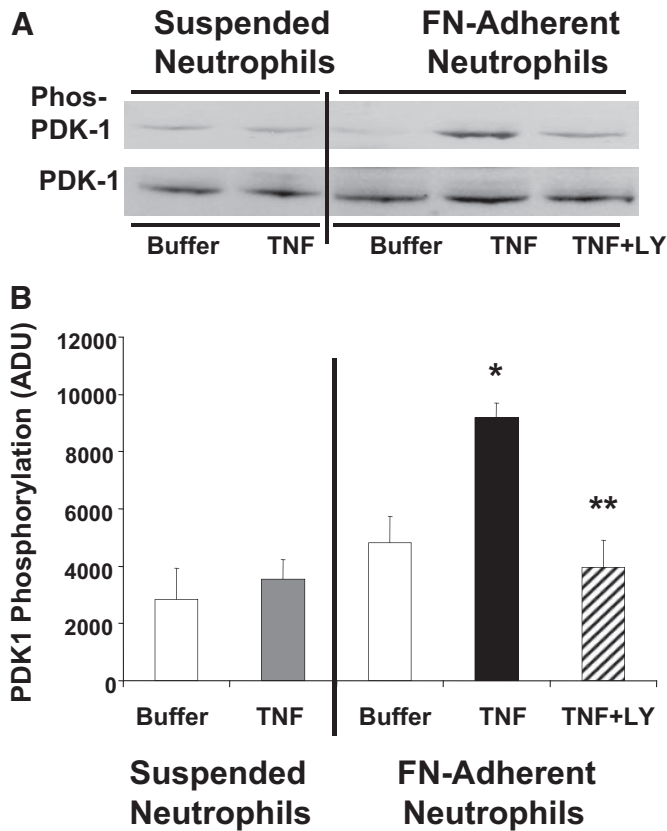 A
Suspended Neutrophils
FN-Adherent Neutrophils
Phos-PDK-1
PDK-1
Buffer TNF Buffer TNF TNF+LY
B
PDK1 Phosphorylation (ADU)
12000
10000
8000
6000
4000
2000
0
*
**
Buffer TNF Buffer TNF TNF+LY
Suspended Neutrophils
FN-Adherent Neutrophils